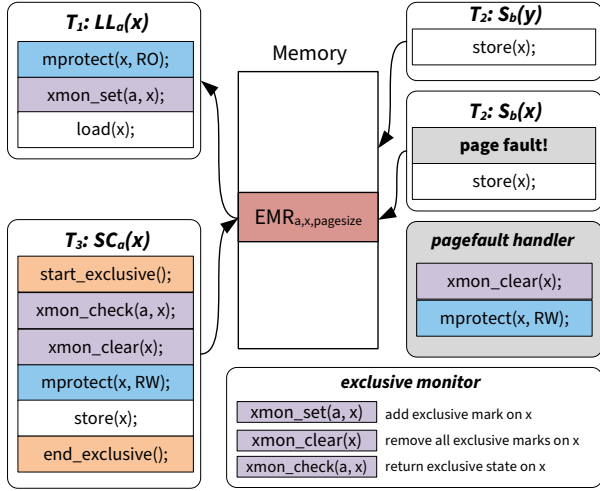 T₁: LLₐ(x)
mprotect(x, RO);
xmon_set(a, x);
load(x);
Memory
EMRa,x,pagesize
T₂: S_b(y)
store(x);
T₂: S_b(x)
page fault!
store(x);
T₃: SCₐ(x)
start_exclusive();
xmon_check(a, x);
xmon_clear(x);
mprotect(x, RW);
store(x);
end_exclusive();
pagefault handler
xmon_clear(x);
mprotect(x, RW);
exclusive monitor
xmon_set(a, x) add exclusive mark on x
xmon_clear(x) remove all exclusive marks on x
xmon_check(a, x) return exclusive state on x